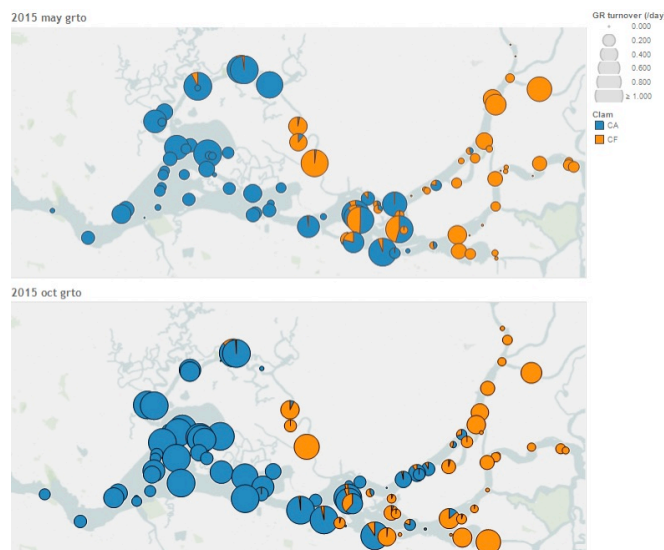 2015 may grto
GR turnover (/day
0.000
0.200
0.400
0.600
0.800
≥ 1.000
Clam
CA
CF
2015 oct grto